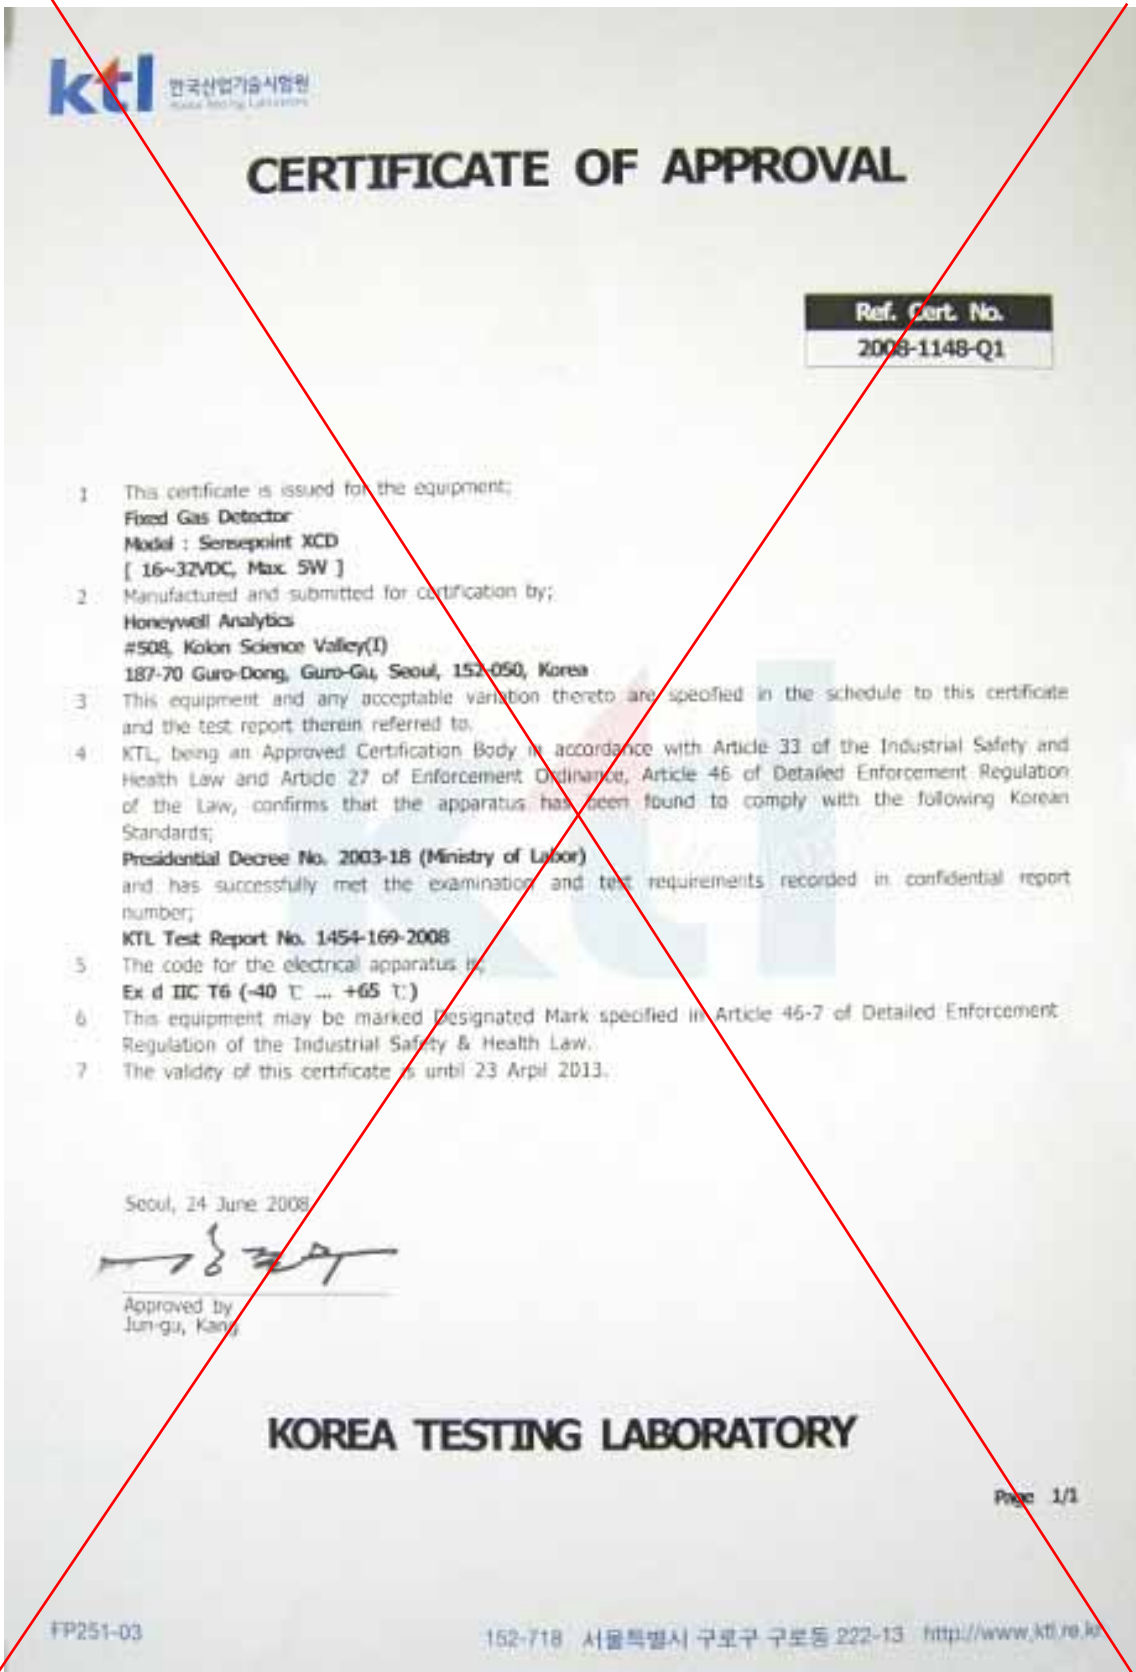 ktl 한국산업기술시험원
Korea Testing Laboratory
CERTIFICATE OF APPROVAL
Ref. Cert. No.
2008-1148-Q1
1 This certificate is issued for the equipment;
Fixed Gas Detector
Model : Sensepoint XCD
[ 16~32VDC, Max. 5W ]
2 Manufactured and submitted for certification by;
Honeywell Analytics
#508, Kolon Science Valley(I)
187-70 Guro-Dong, Guro-Gu, Seoul, 152-050, Korea
3 This equipment and any acceptable variation thereto are specified in the schedule to this certificate
and the test report therein referred to.
4 KTL, being an Approved Certification Body in accordance with Article 33 of the Industrial Safety and
Health Law and Article 27 of Enforcement Ordinance, Article 46 of Detailed Enforcement Regulation
of the Law, confirms that the apparatus has been found to comply with the following Korean
Standards;
Presidential Decree No. 2003-18 (Ministry of Labor)
and has successfully met the examination and test requirements recorded in confidential report
number;
KTL Test Report No. 1454-169-2008
5 The code for the electrical apparatus is;
Ex d IIC T6 (-40 ℃ ... +65 ℃)
6 This equipment may be marked Designated Mark specified in Article 46-7 of Detailed Enforcement
Regulation of the Industrial Safety & Health Law.
7 The validity of this certificate is until 23 Arpil 2013.
Seoul, 24 June 2008
Approved by
Jun-gu, Kang
KOREA TESTING LABORATORY
Page 1/1
FP251-03
152-718 서울특별시 구로구 구로동 222-13 http://www.ktl.re.kr